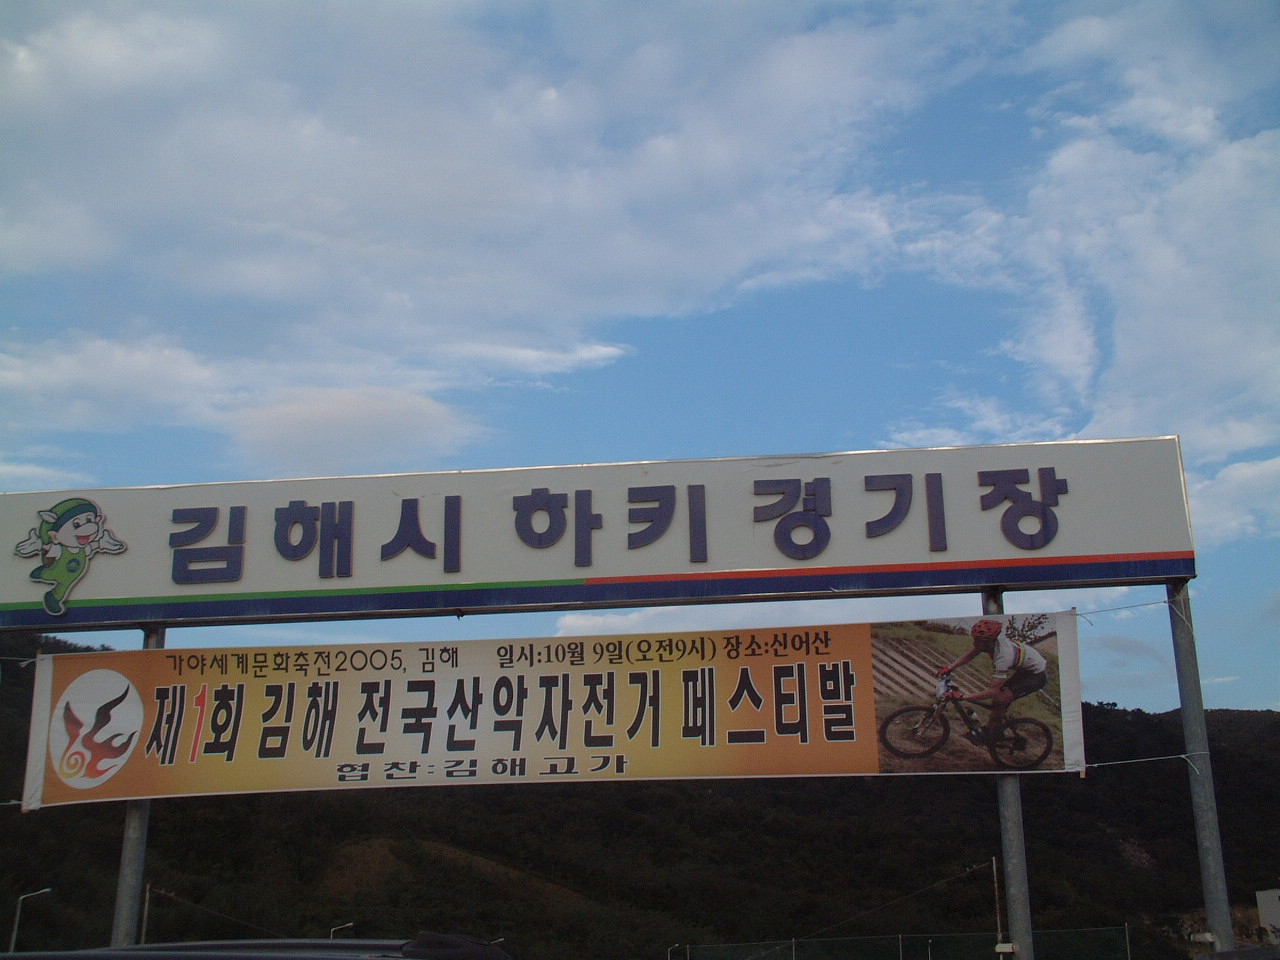 김해시 하키 경기장
가야세계문화축전2005, 김해 일시:10월 9일(오전9시) 장소:신어산
제1회 김해 전국산악자전거 페스티발
협찬:김해고가